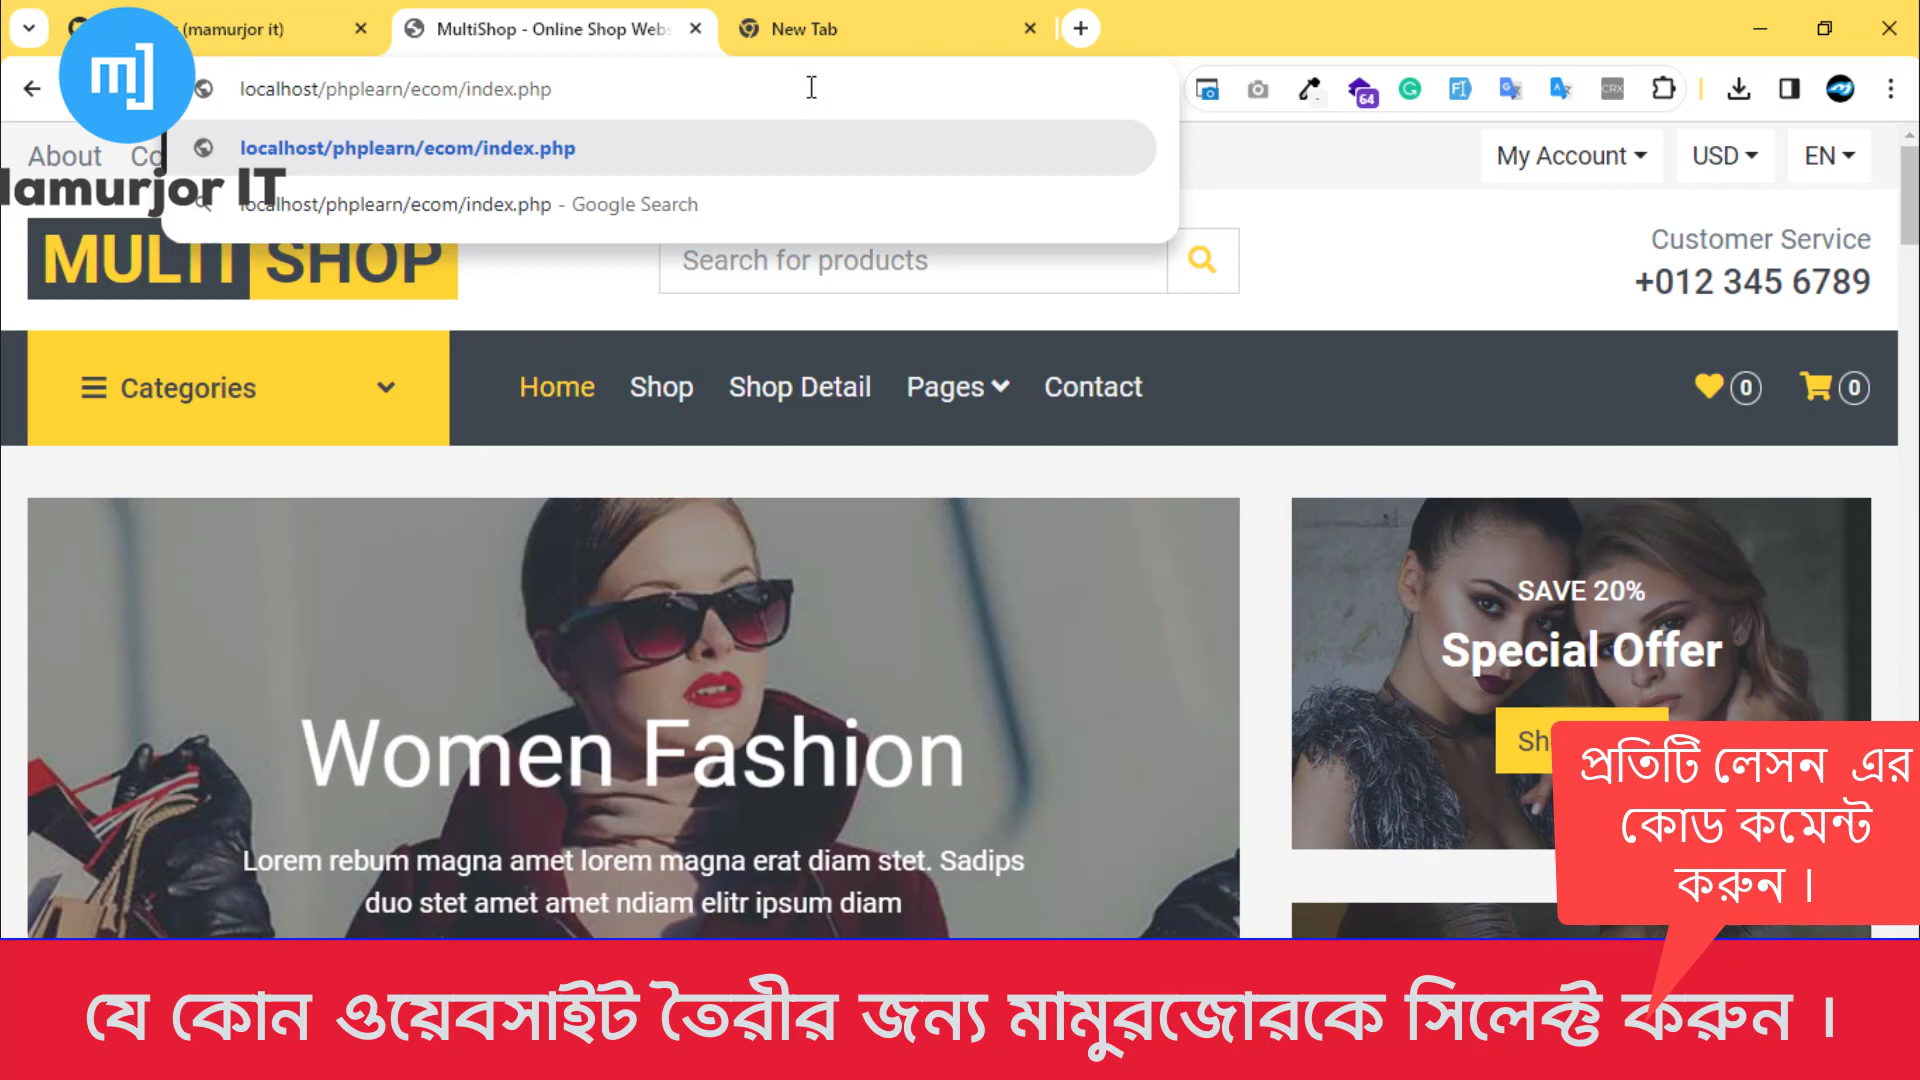 (mamurjor it)
MultiShop - Online Shop Webs
New Tab
localhost/phplearn/ecom/index.php
64
localhost/phplearn/ecom/index.php
localhost/phplearn/ecom/index.php - Google Search
CRX
mj
Mamurjor IT
About
My Account
USD
EN
MULTI SHOP
Search for products
Customer Service
+012 345 6789
Categories
Home
Shop
Shop Detail
Pages
Contact
0
0
Women Fashion
Lorem rebum magna amet lorem magna erat diam stet. Sadips
duo stet amet amet ndiam elitr ipsum diam
SAVE 20%
Special Offer
প্রতিটি লেসন এর
কোড কমেন্ট
করুন ।
যে কোন ওয়েবসাইট তৈরীর জন্য মামুরজোরকে সিলেক্ট করুন ।